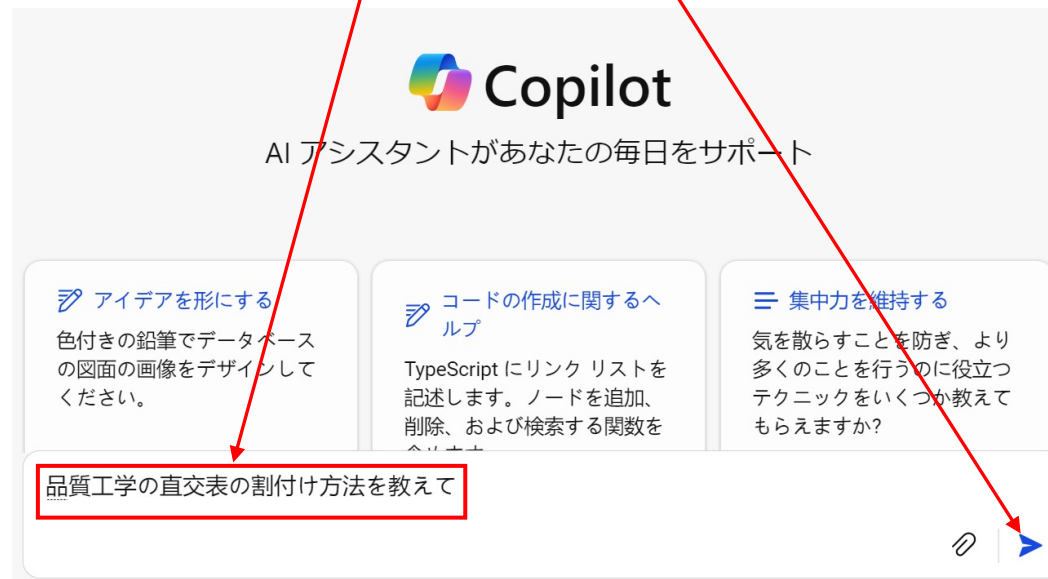 Copilot
AI アシスタントがあなたの毎日をサポート
アイデアを形にする
色付きの鉛筆でデータベース
の図面の画像をデザインして
ください。
コードの作成に関するヘ
ルプ
TypeScript にリンク リストを
記述します。ノードを追加、
削除、および検索する関数を
集中力を維持する
気を散らすことを防ぎ、より
多くのことを行うのに役立つ
テクニックをいくつか教えて
もらえますか?
品質工学の直交表の割付け方法を教えて